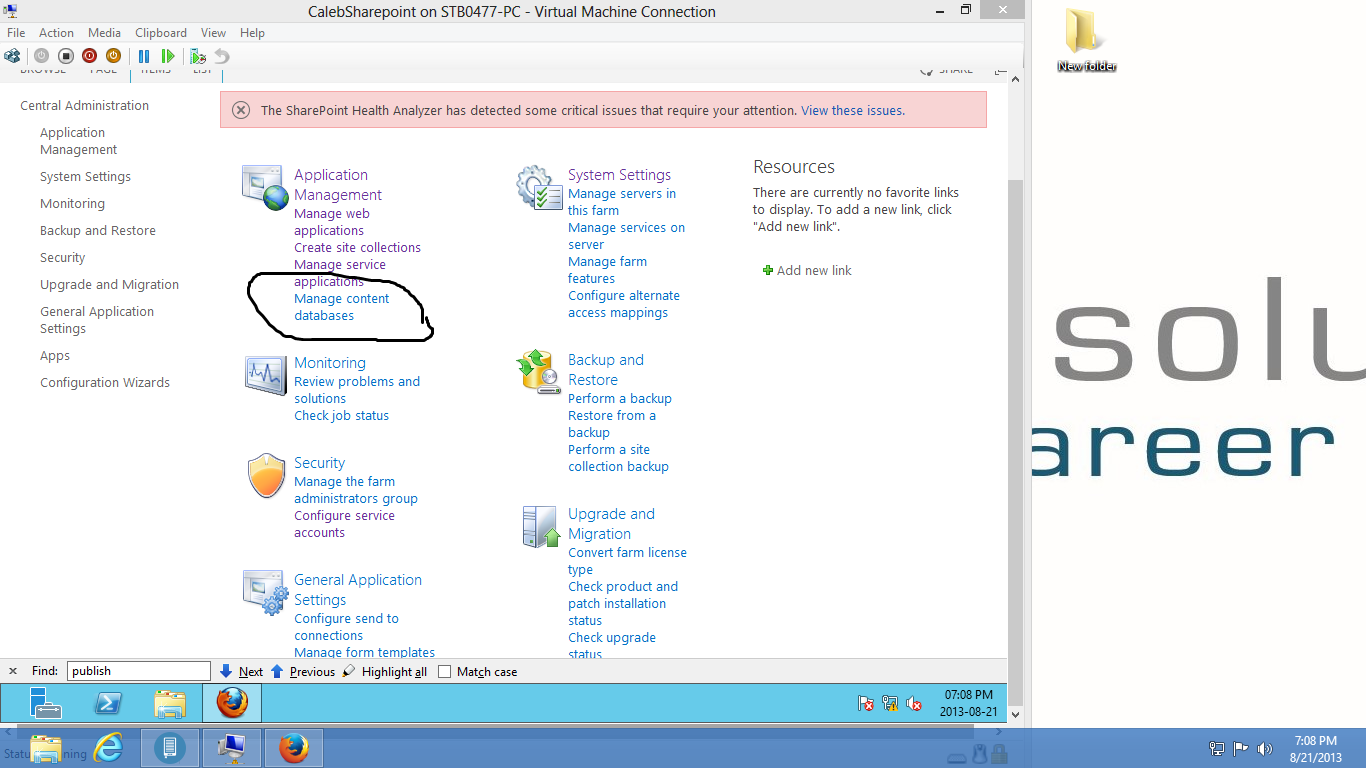 CalebSharepoint on STB0477-PC - Virtual Machine Connection
File Action Media Clipboard View Help
BROWSE PAGE ITEMS LIST SHARE
Central Administration
Application
Management
System Settings
Monitoring
Backup and Restore
Security
Upgrade and Migration
General Application
Settings
Apps
Configuration Wizards
The SharePoint Health Analyzer has detected some critical issues that require your attention. View these issues.
Application
Management
Manage web
applications
Create site collections
Manage service
applications
Manage content
databases
Monitoring
Review problems and
solutions
Check job status
Security
Manage the farm
administrators group
Configure service
accounts
General Application
Settings
Configure send to
connections
Manage form templates
System Settings
Manage servers in
this farm
Manage services on
server
Manage farm
features
Configure alternate
access mappings
Backup and
Restore
Perform a backup
Restore from a
backup
Perform a site
collection backup
Upgrade and
Migration
Convert farm license
type
Check product and
patch installation
status
Check upgrade
status
Resources
There are currently no favorite links
to display. To add a new link, click
"Add new link".
Add new link
Find: publish Next Previous Highlight all Match case
07:08 PM
2013-08-21
New folder
solu
areer
7:08 PM
8/21/2013